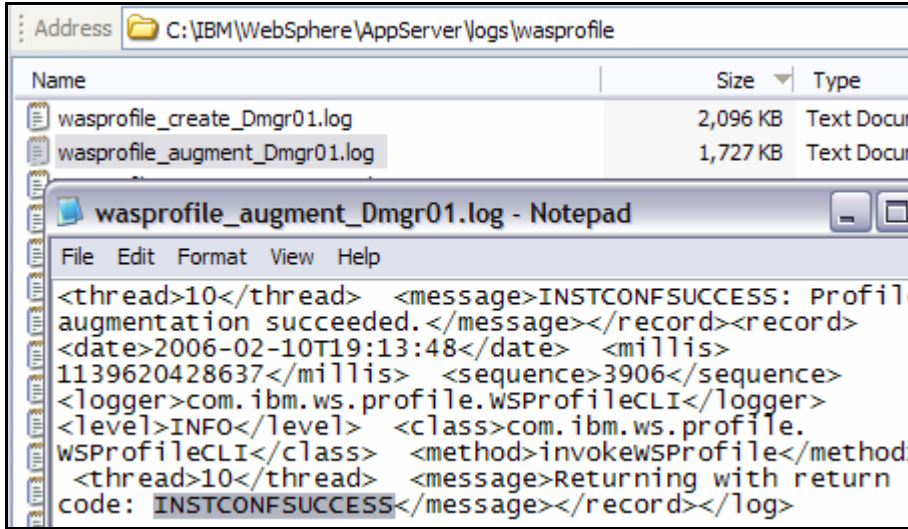 Address C:\IBM\WebSphere\AppServer\logs\wasprofile
Name Size Type
wasprofile_create_Dmgr01.log 2,096 KB Text Docur
wasprofile_augment_Dmgr01.log 1,727 KB Text Docur
wasprofile_augment_Dmgr01.log - Notepad
File Edit Format View Help
<thread>10</thread> <message>INSTCONFSUCCESS: Profile
augmentation succeeded.</message></record><record>
<date>2006-02-10T19:13:48</date> <millis>
1139620428637</millis> <sequence>3906</sequence>
<logger>com.ibm.ws.profile.WSProfileCLI</logger>
<level>INFO</level> <class>com.ibm.ws.profile.
WSProfileCLI</class> <method>invokeWSProfile</method>
<thread>10</thread> <message>Returning with return
code: INSTCONFSUCCESS</message></record></log>